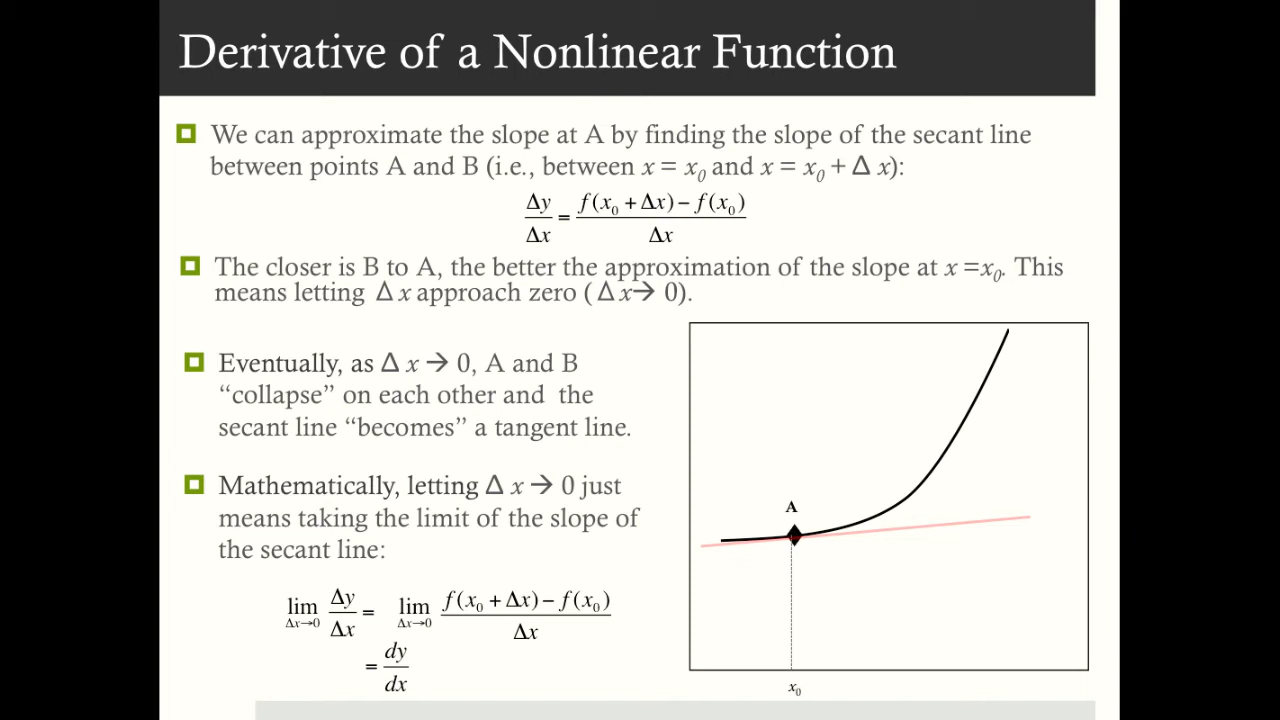 Derivative of a Nonlinear Function
We can approximate the slope at A by finding the slope of the secant line
between points A and B (i.e., between x = x₀ and x = x₀ + Δ x):
Δy/Δx = f(x₀ + Δx) − f(x₀)/Δx
The closer is B to A, the better the approximation of the slope at x =x₀. This
means letting Δ x approach zero ( Δ x→ 0).
Eventually, as Δ x → 0, A and B
“collapse” on each other and the
secant line “becomes” a tangent line.
Mathematically, letting Δ x → 0 just
means taking the limit of the slope of
the secant line:
lim Δx→0 Δy/Δx = lim Δx→0 f(x₀ + Δx) − f(x₀)/Δx
= dy/dx
A
x₀